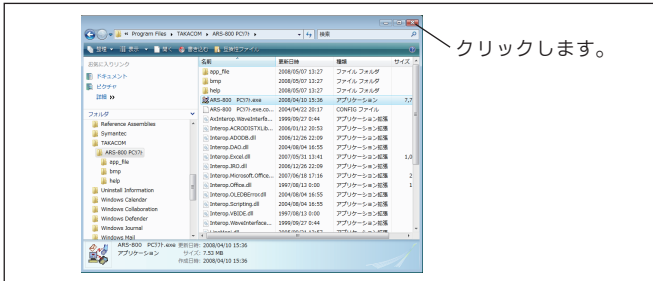 « Program Files ▸ TAKACOM ▸ ARS-800 PCｿﾌﾄ ▸
検索
整理 表示 開く 書き込む 互換性ファイル
お気に入りリンク
ドキュメント
ピクチャ
詳細 »
フォルダ
Reference Assemblies
Symantec
TAKACOM
ARS-800 PCｿﾌﾄ
app_file
bmp
help
Uninstall Information
Windows Calendar
Windows Collaboration
Windows Defender
Windows Journal
Windows Mail
名前 更新日時 種類 サイズ
app_file 2008/05/07 13:27 ファイル フォルダ
bmp 2008/05/07 13:27 ファイル フォルダ
help 2008/05/07 13:27 ファイル フォルダ
ARS-800 PCｿﾌﾄ.exe 2008/04/10 15:36 アプリケーション 7,7
ARS-800 PCｿﾌﾄ.exe.co... 2004/04/22 20:17 CONFIG ファイル
AxInterop.WaveInterfa... 1999/09/27 0:44 アプリケーション拡張
Interop.ACRODISTXLib... 2006/01/12 20:53 アプリケーション拡張
Interop.ADODB.dll 2006/12/26 22:09 アプリケーション拡張
Interop.DAO.dll 2004/08/04 16:55 アプリケーション拡張
Interop.Excel.dll 2007/05/31 13:41 アプリケーション拡張 1,0
Interop.JRO.dll 2006/12/26 22:09 アプリケーション拡張
Interop.Microsoft.Office... 2007/06/18 17:16 アプリケーション拡張 2
Interop.Office.dll 1997/08/13 0:00 アプリケーション拡張 1
Interop.OLEDBError.dll 2004/08/04 16:55 アプリケーション拡張
Interop.Scripting.dll 2004/08/04 16:55 アプリケーション拡張
Interop.VBIDE.dll 1997/08/13 0:00 アプリケーション拡張
Interop.WaveInterface... 1999/09/27 0:44 アプリケーション拡張
ARS-800 PCｿﾌﾄ.exe 更新日時: 2008/04/10 15:36
アプリケーション サイズ: 7.53 MB
作成日時: 2008/04/10 15:36
クリックします。